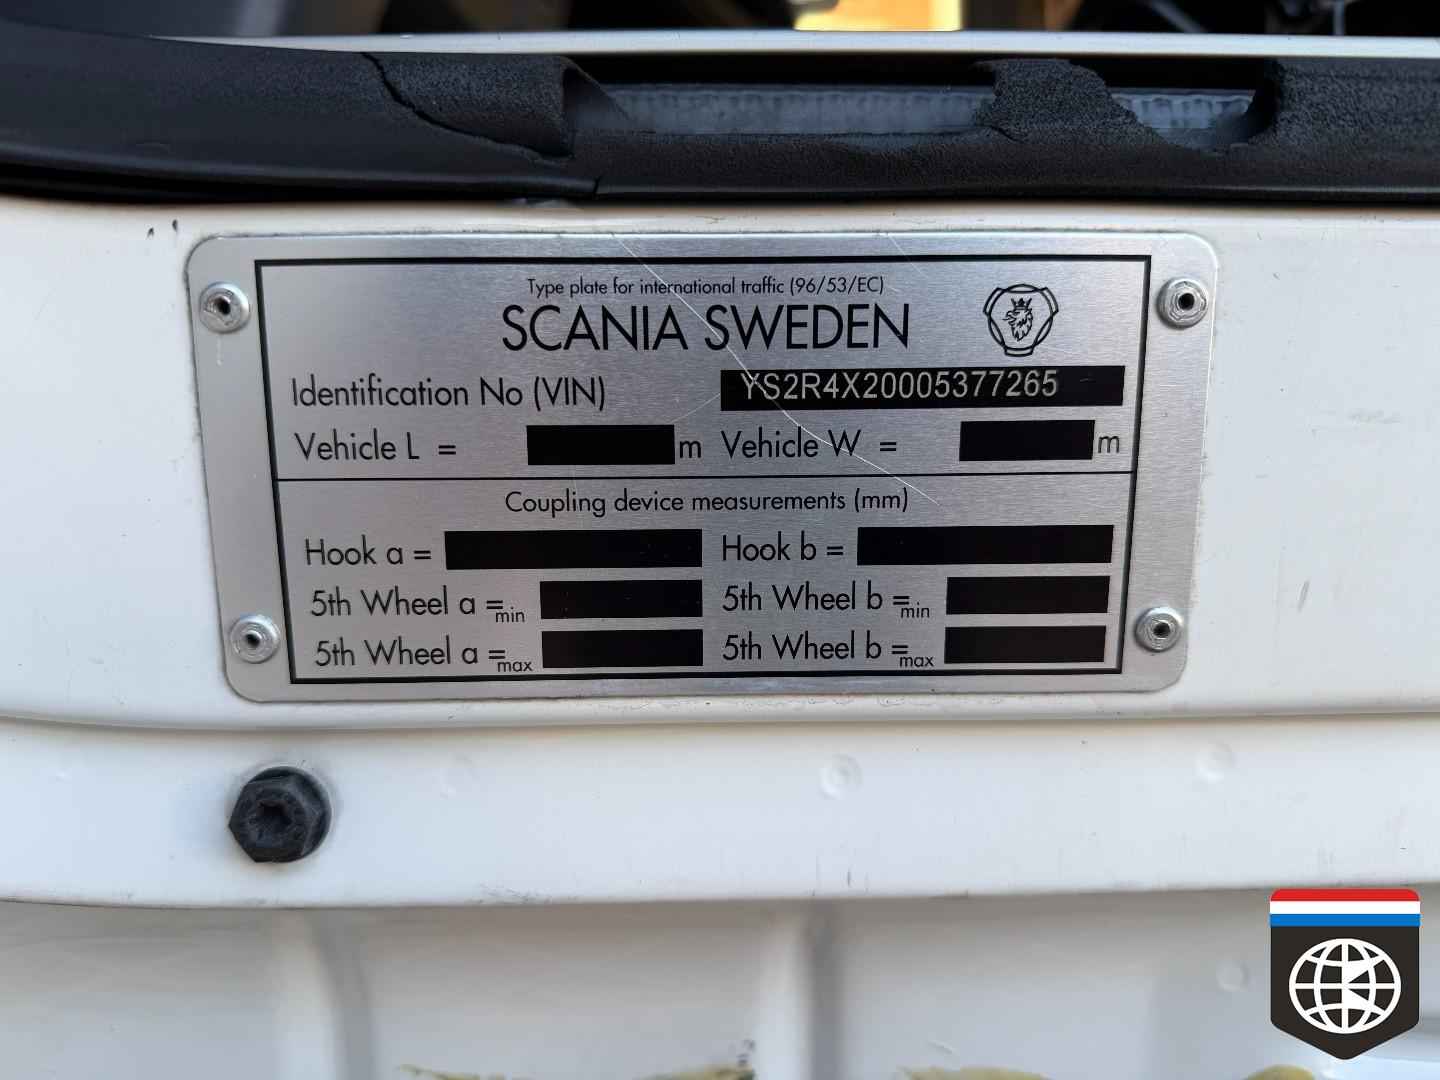 Type plate for international traffic (96/53/EC)
SCANIA SWEDEN
Identification No (VIN) YS2R4X20005377265
Vehicle L = m Vehicle W = m
Coupling device measurements (mm)
Hook a = Hook b =
5th Wheel a =min 5th Wheel b =min
5th Wheel a =max 5th Wheel b =max